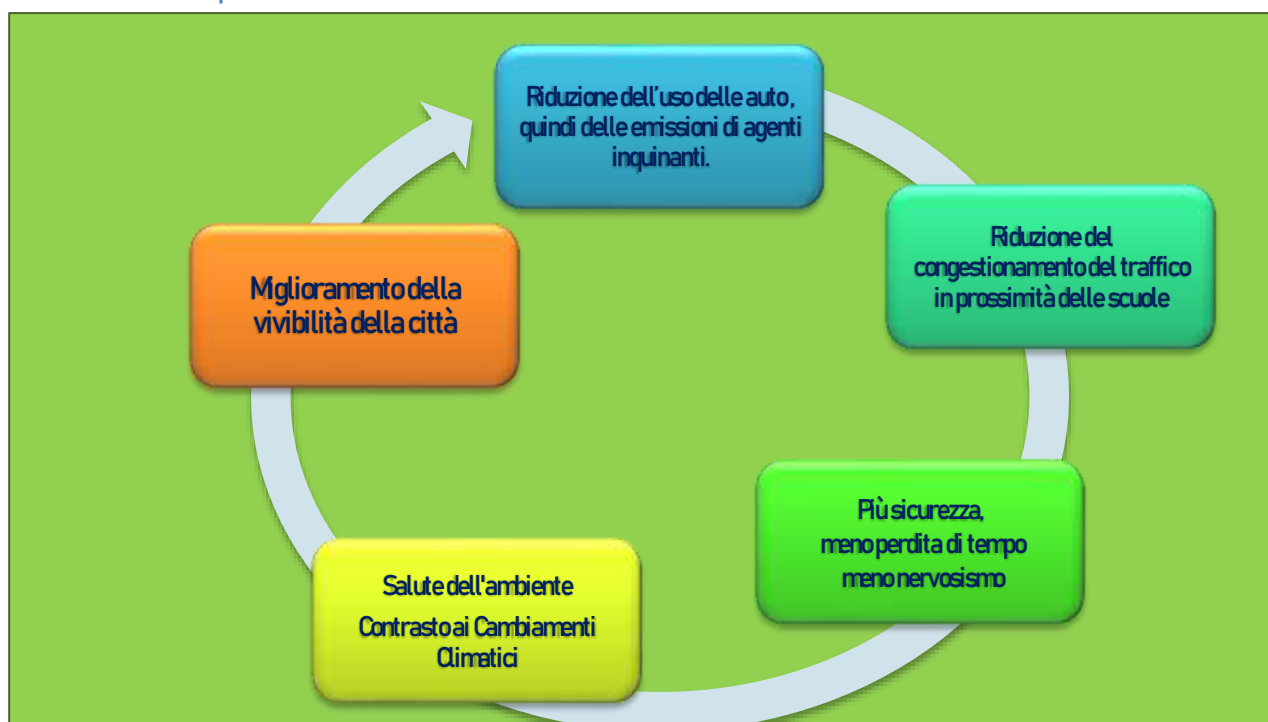 Riduzione dell'uso delle auto,
quindi delle emissioni di agenti
inquinanti.
Riduzione del
congestionamento del traffico
in prossimità delle scuole
Più sicurezza,
meno perdita di tempo
meno nervosismo
Salute dell'ambiente
Contrasto ai Cambiamenti
Climatici
Miglioramento della
vivibilità della città